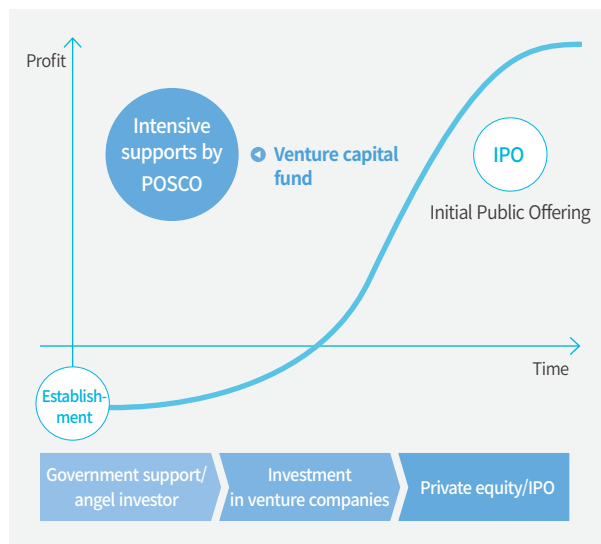 Profit
Intensive
supports by
POSCO
Venture capital
fund
IPO
Initial Public Offering
Time
Establish-
ment
Government support/
angel investor
Investment
in venture companies
Private equity/IPO